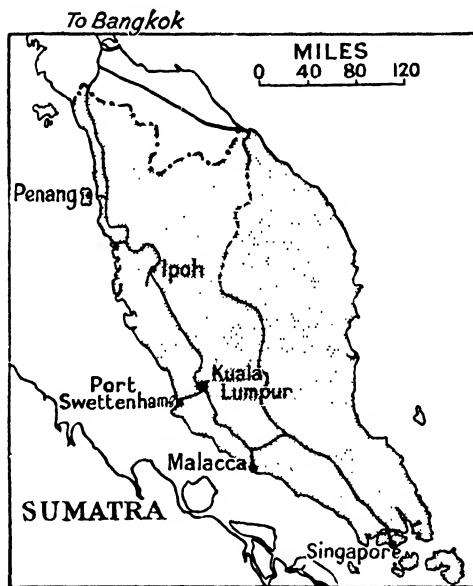 To Bangkok
MILES
0 40 80 120
Penang
Ipoh
Kuala
Lumpur
Port
Swettenham
Malacca
SUMATRA
Singapore